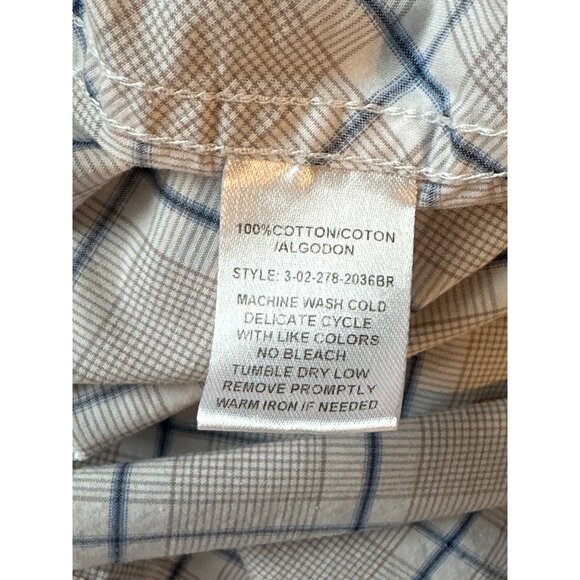 100%COTTON/COTON
/ALGODON
STYLE: 3-02-278-2036BR
MACHINE WASH COLD
DELICATE CYCLE
WITH LIKE COLORS
NO BLEACH
TUMBLE DRY LOW
REMOVE PROMPTLY
WARM IRON IF NEEDED